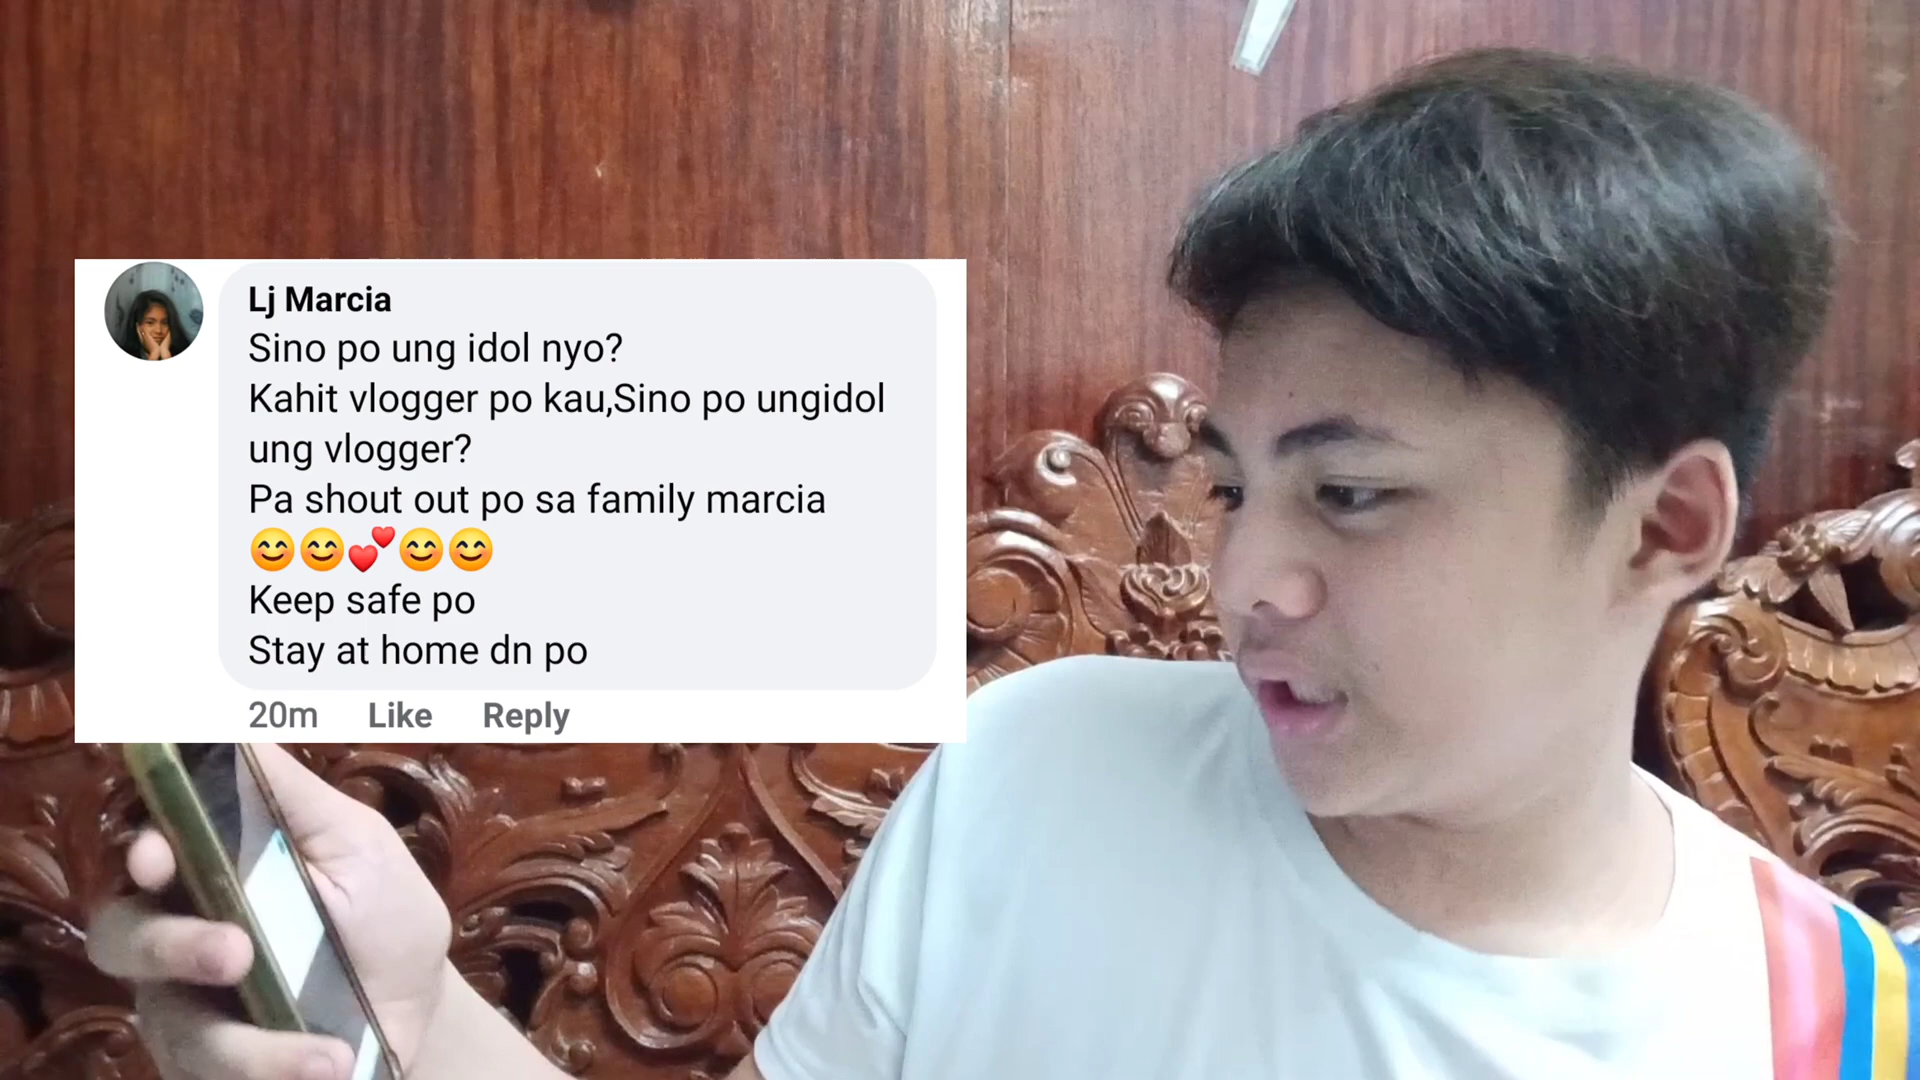 Lj Marcia
Sino po ung idol nyo?
Kahit vlogger po kau,Sino po ungidol
ung vlogger?
Pa shout out po sa family marcia
😊😊💕😊😊
Keep safe po
Stay at home dn po
20m Like Reply